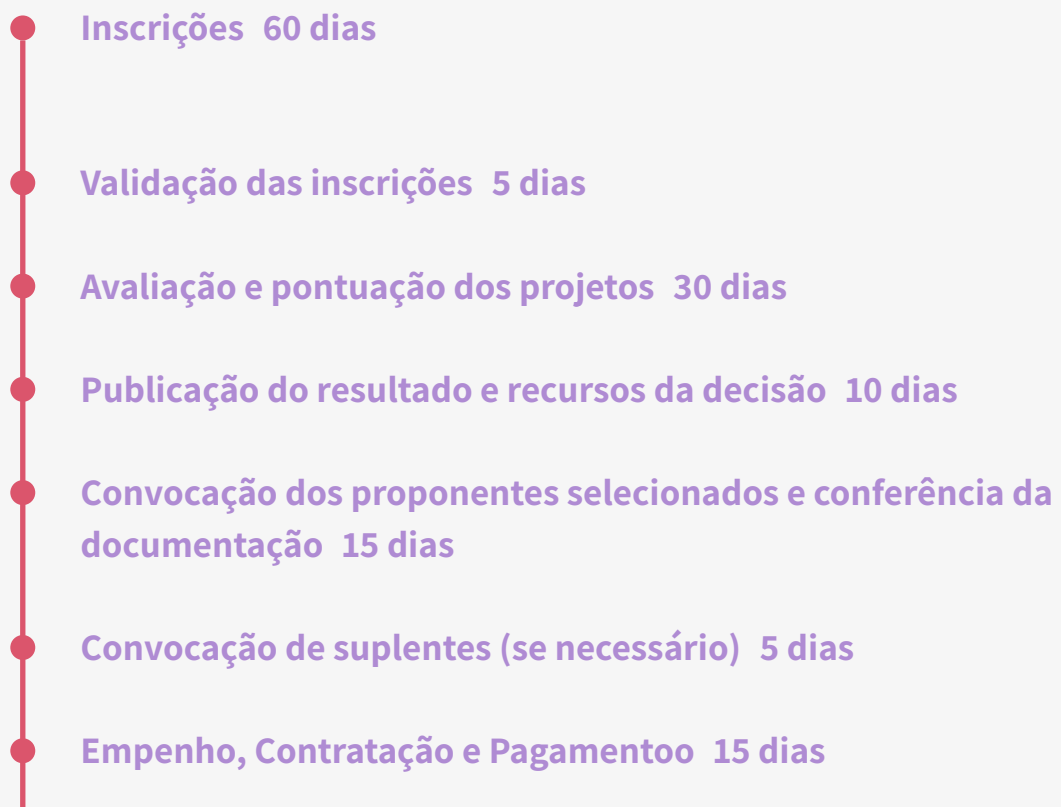 Inscrições 60 dias
Validação das inscrições 5 dias
Avaliação e pontuação dos projetos 30 dias
Publicação do resultado e recursos da decisão 10 dias
Convocação dos proponentes selecionados e conferência da
documentação 15 dias
Convocação de suplentes (se necessário) 5 dias
Empenho, Contratação e Pagamentoo 15 dias